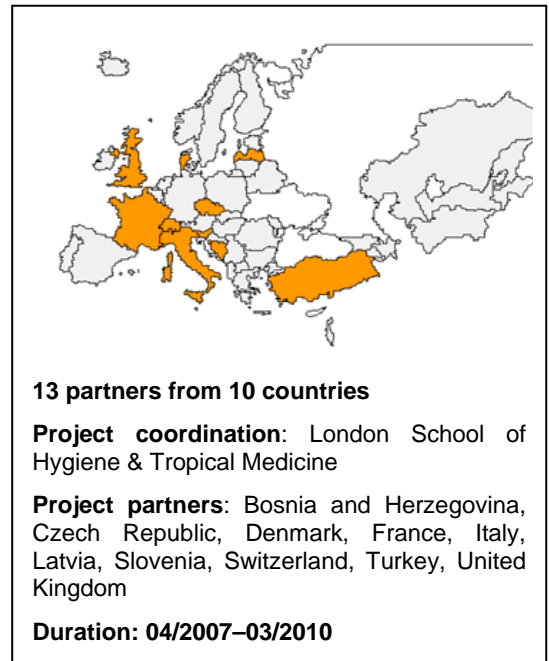 13 partners from 10 countries
Project coordination: London School of
Hygiene & Tropical Medicine
Project partners: Bosnia and Herzegovina,
Czech Republic, Denmark, France, Italy,
Latvia, Slovenia, Switzerland, Turkey, United
Kingdom
Duration: 04/2007–03/2010